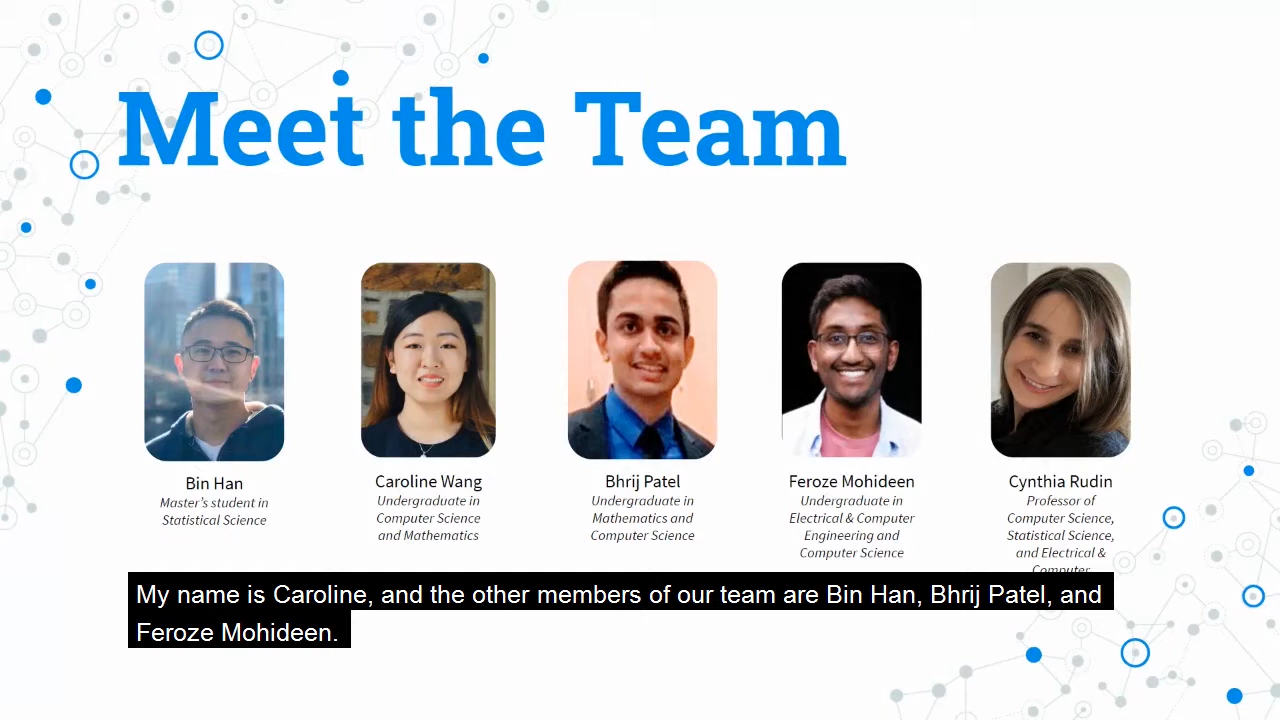 Meet the Team
Bin Han
Master's student in
Statistical Science
Caroline Wang
Undergraduate in
Computer Science
and Mathematics
Bhrij Patel
Undergraduate in
Mathematics and
Computer Science
Feroze Mohideen
Undergraduate in
Electrical & Computer
Engineering and
Computer Science
Cynthia Rudin
Professor of
Computer Science,
Statistical Science,
and Electrical &
Computer
My name is Caroline, and the other members of our team are Bin Han, Bhrij Patel, and
Feroze Mohideen.